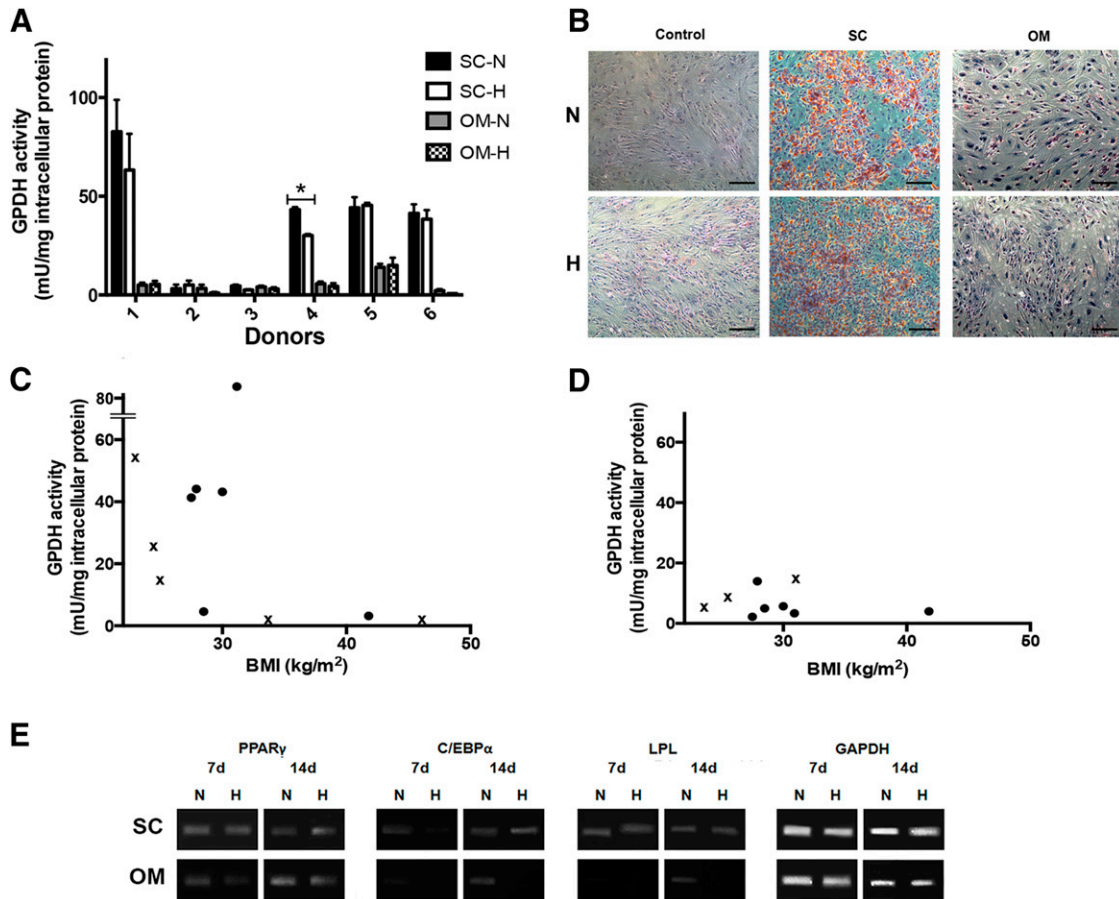 A
GPDH activity
(mU/mg intracellular protein)
100
50
0
1 2 3 4 5 6
Donors
*
SC-N
SC-H
OM-N
OM-H
B
Control SC OM
N
H
C
GPDH activity
(mU/mg intracellular protein)
80
60
40
20
0
30 40 50
BMI (kg/m²)
x
x
x
x
x
D
GPDH activity
(mU/mg intracellular protein)
60
40
20
0
30 40 50
BMI (kg/m²)
x
x
x
E
PPARγ C/EBPα LPL GAPDH
7d 14d 7d 14d 7d 14d 7d 14d
N H N H N H N H N H N H N H N H
SC
OM